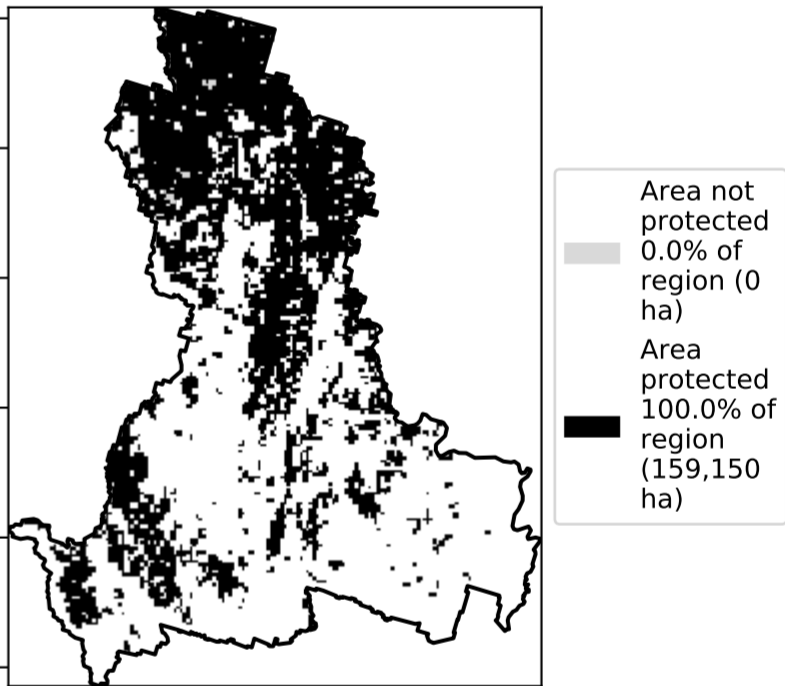 Area not
protected
0.0% of
region (0
ha)
Area
protected
100.0% of
region
(159,150
ha)